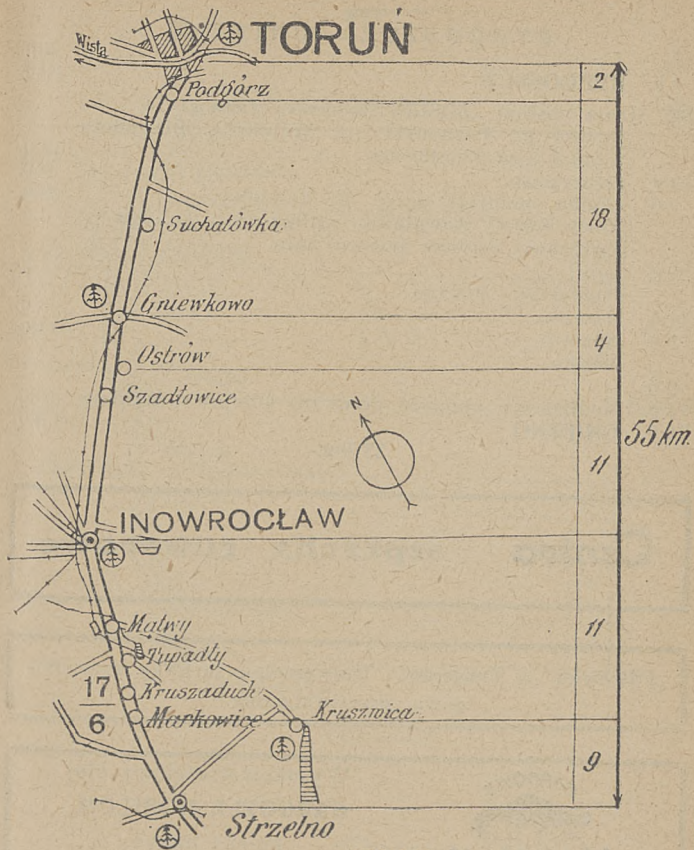 TORUŃ
Wisła
2
Podgórz
18
Suchatówka
Gniewkowo
4
Ostrów
Szadłowice
N
55 km.
11
INOWROCŁAW
Mątwy
11
Tupadły
17
6
Kruszaduch
Markowice
Kruszwica
9
Strzelno